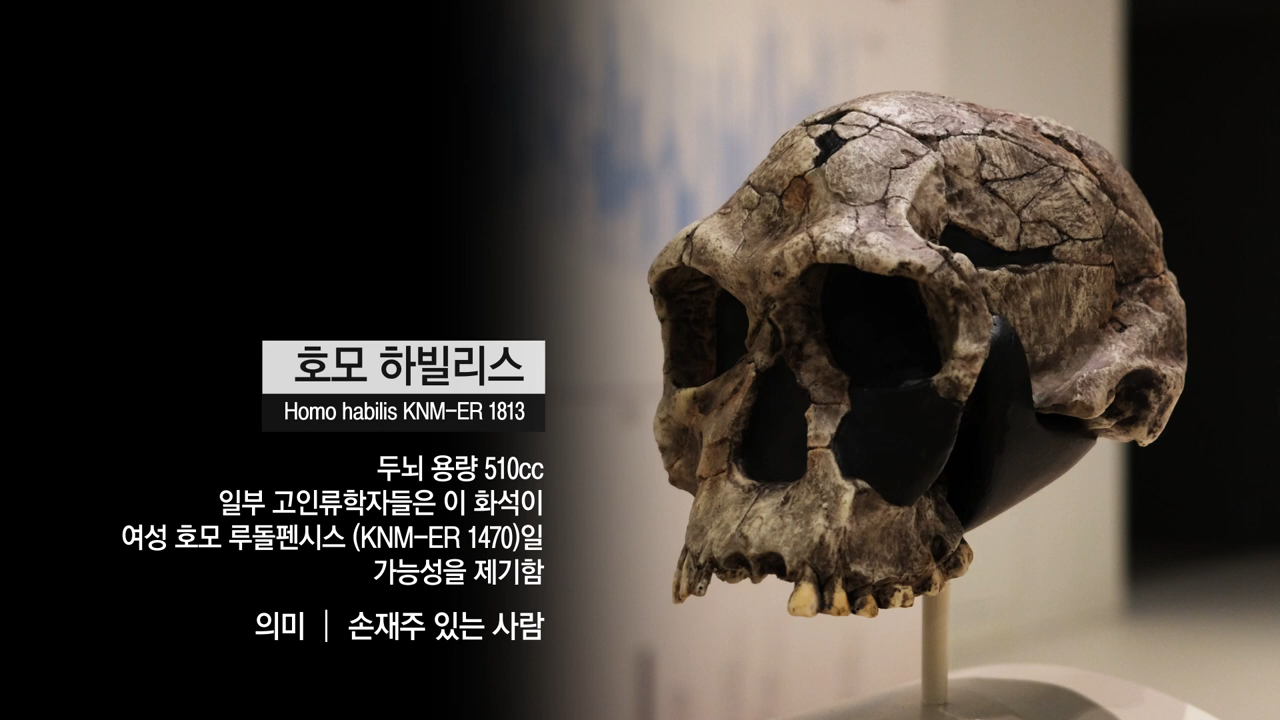 호모 하빌리스
Homo habilis KNM-ER 1813
두뇌 용량 510cc
일부 고인류학자들은 이 화석이
여성 호모 루돌펜시스 (KNM-ER 1470)일
가능성을 제기함
의미 | 손재주 있는 사람